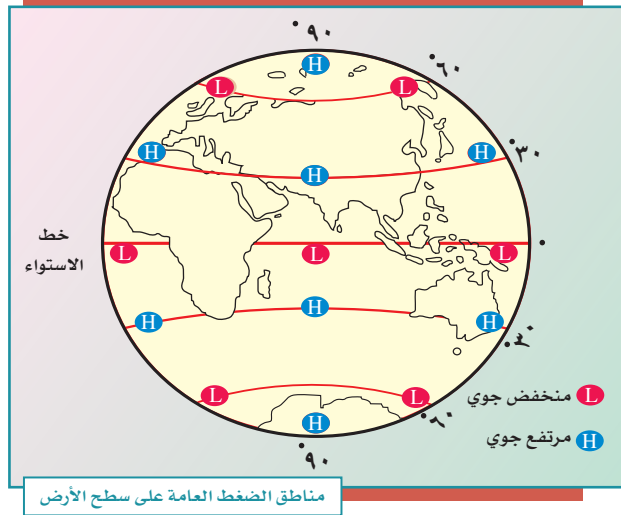 °٩٠
H
°٦٠
L
L
°٣٠
H
H
H
خط
الاستواء
°٠
L
L
L
H
H
H
°٣٠
L
L
°٦٠
H
°٩٠
L منخفض جوي
H مرتفع جوي
مناطق الضغط العامة على سطح الأرض